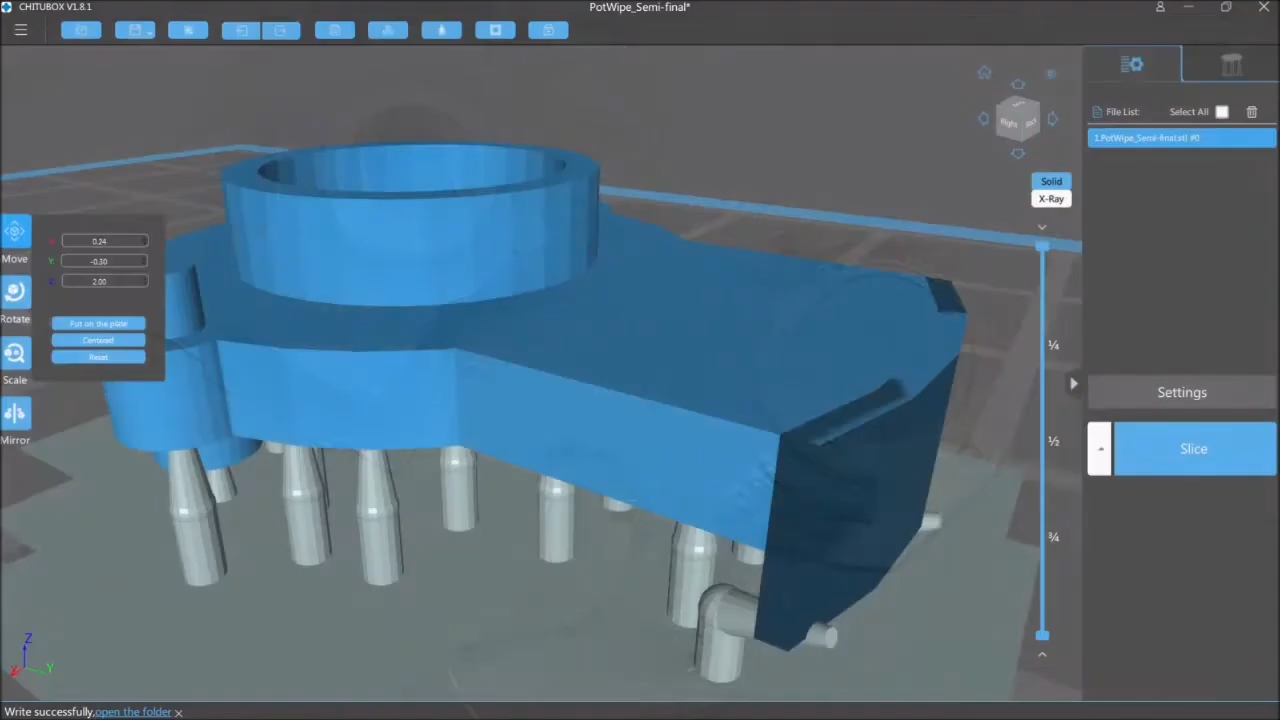 CHITUBOX V1.8.1
PotWipe_Semi-final*
File List:
Select All
1.PotWipe_Semi-final.stl #0
Right
Solid
X-Ray
Move
X: 0.24
Y: -0.30
Z: 2.00
Put on the plate
Centered
Reset
Rotate
Scale
Mirror
¼
½
¾
Settings
Slice
Z
X
Y
Write successfully,open the folder